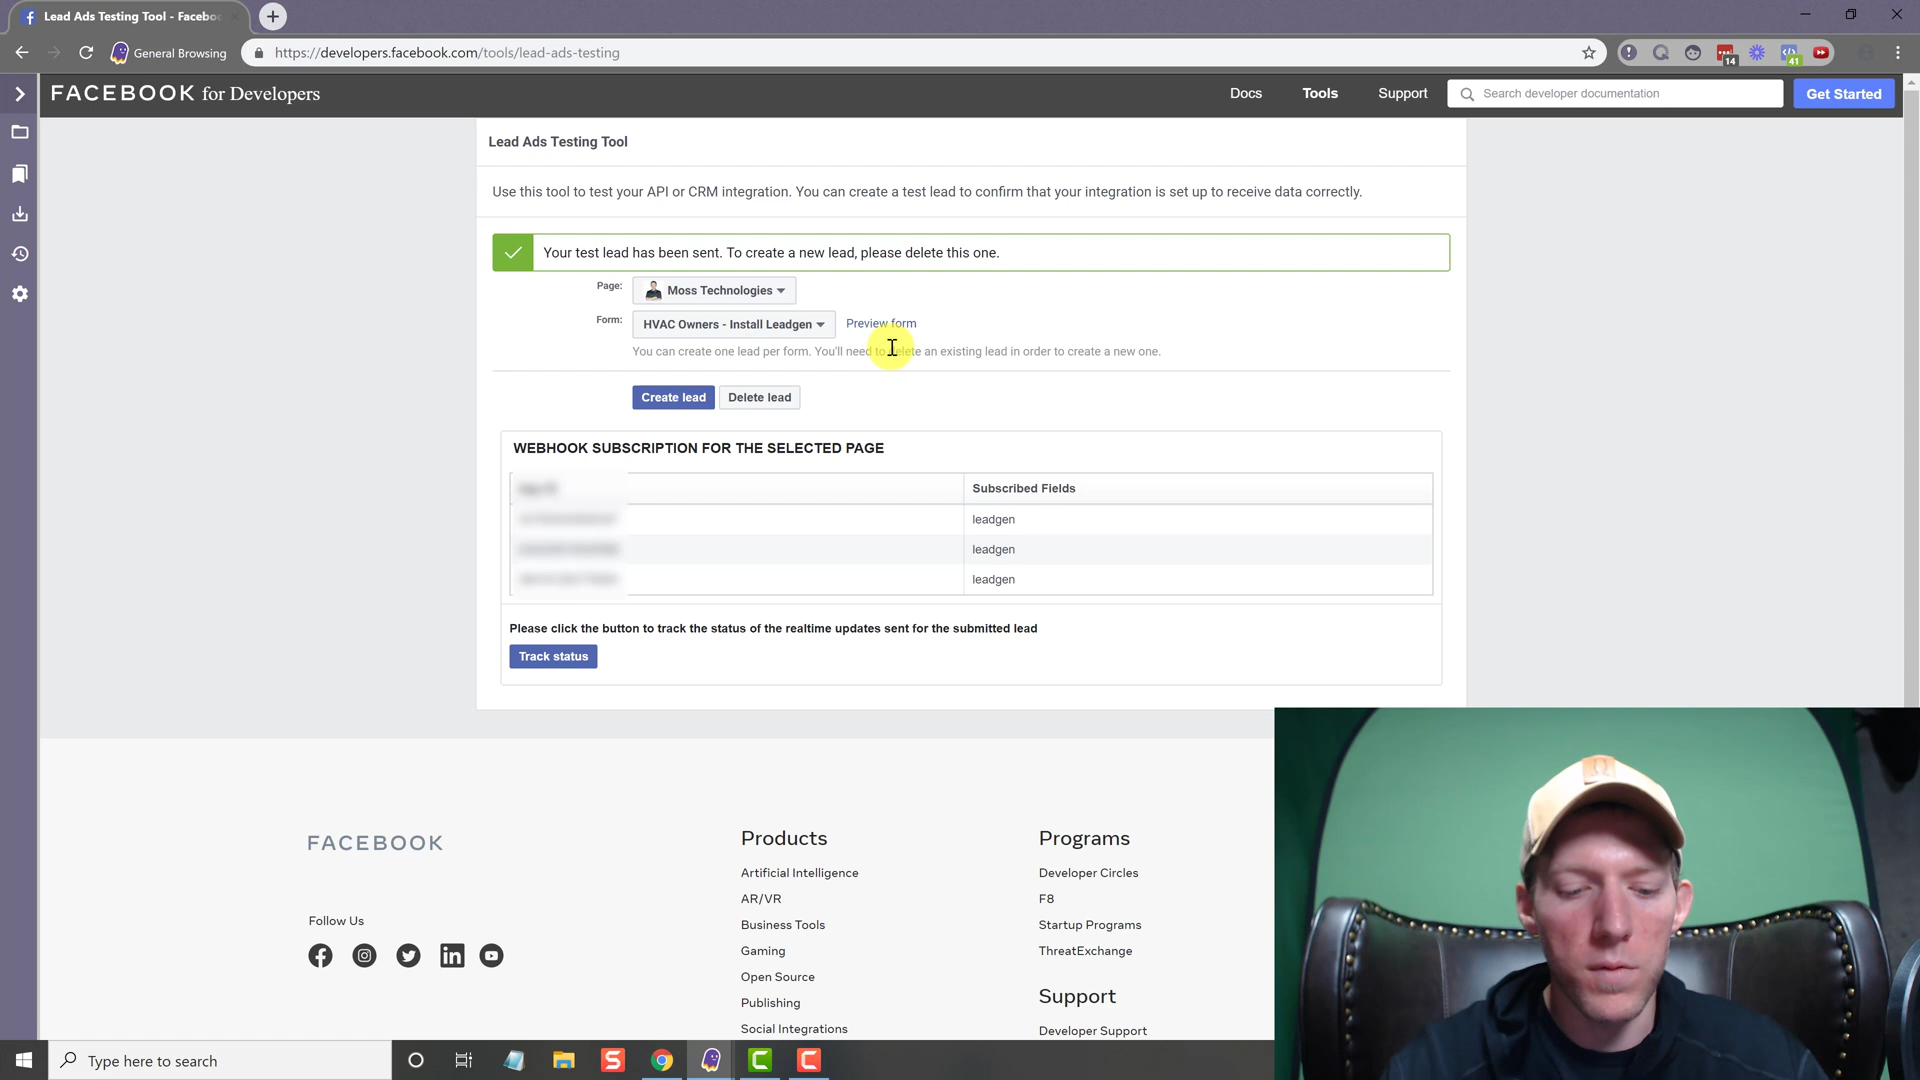 Lead Ads Testing Tool - Facebo
General Browsing
https://developers.facebook.com/tools/lead-ads-testing
14
41
FACEBOOK for Developers
Docs
Tools
Support
Search developer documentation
Get Started
Lead Ads Testing Tool
Use this tool to test your API or CRM integration. You can create a test lead to confirm that your integration is set up to receive data correctly.
Your test lead has been sent. To create a new lead, please delete this one.
Page:
Moss Technologies
Form:
HVAC Owners - Install Leadgen
Preview form
You can create one lead per form. You'll need to delete an existing lead in order to create a new one.
Create lead
Delete lead
WEBHOOK SUBSCRIPTION FOR THE SELECTED PAGE
Subscribed Fields
leadgen
leadgen
leadgen
Please click the button to track the status of the realtime updates sent for the submitted lead
Track status
FACEBOOK
Follow Us
Products
Artificial Intelligence
AR/VR
Business Tools
Gaming
Open Source
Publishing
Social Integrations
Programs
Developer Circles
F8
Startup Programs
ThreatExchange
Support
Developer Support
Type here to search